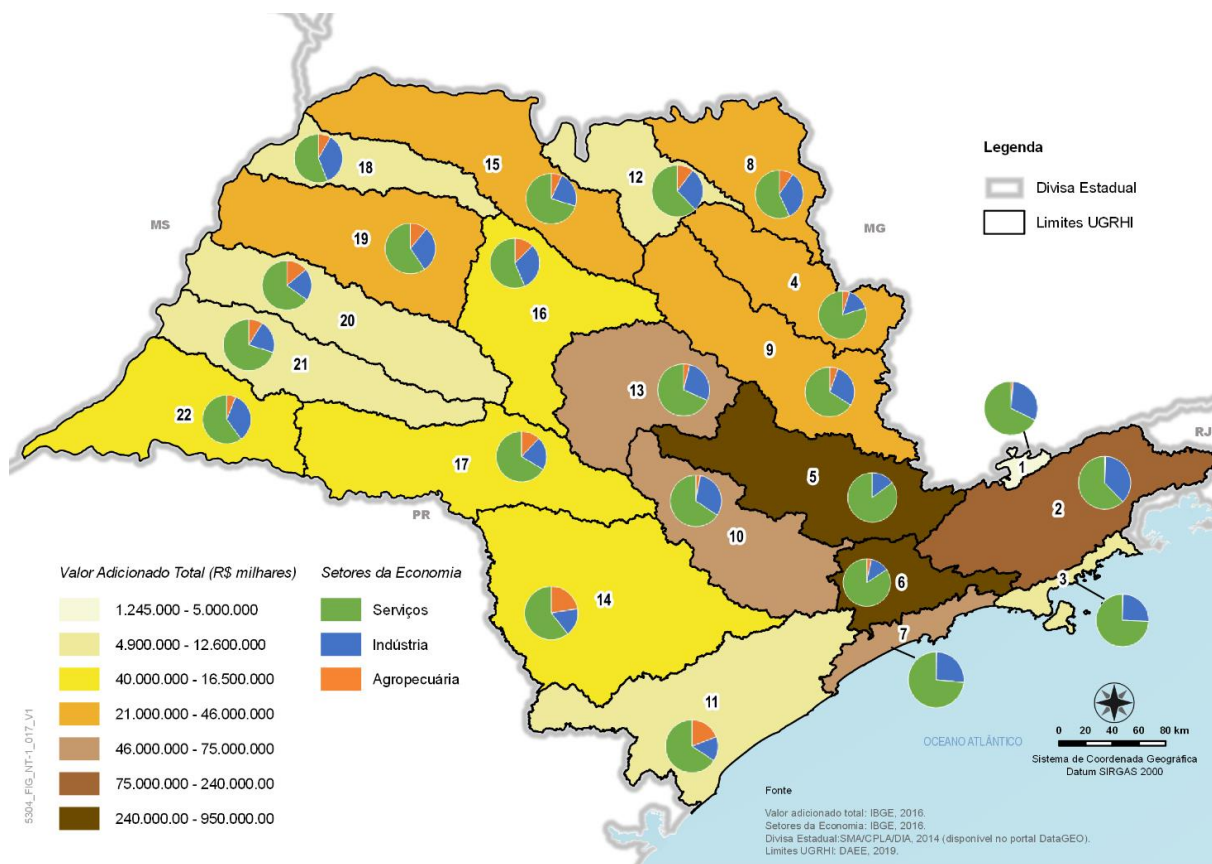 Legenda
Divisa Estadual
Limites UGRHI
MS
MG
RJ
PR
18
15
12
8
19
4
16
20
9
21
13
22
5
1
17
2
10
3
6
14
7
11
OCEANO ATLÂNTICO
Valor Adicionado Total (R$ milhares)
1.245.000 - 5.000.000
4.900.000 - 12.600.000
40.000.000 - 16.500.000
21.000.000 - 46.000.000
46.000.000 - 75.000.000
75.000.000 - 240.000.00
240.000.00 - 950.000.00
Setores da Economia
Serviços
Indústria
Agropecuária
5304_FIG_NT-1_017_V1
0 20 40 60 80 km
Sistema de Coordenada Geográfica
Datum SIRGAS 2000
Fonte
Valor adicionado total: IBGE, 2016.
Setores da Economia: IBGE, 2016.
Divisa Estadual:SMA/CPLA/DIA, 2014 (disponível no portal DataGEO).
Limites UGRHI: DAEE, 2019.